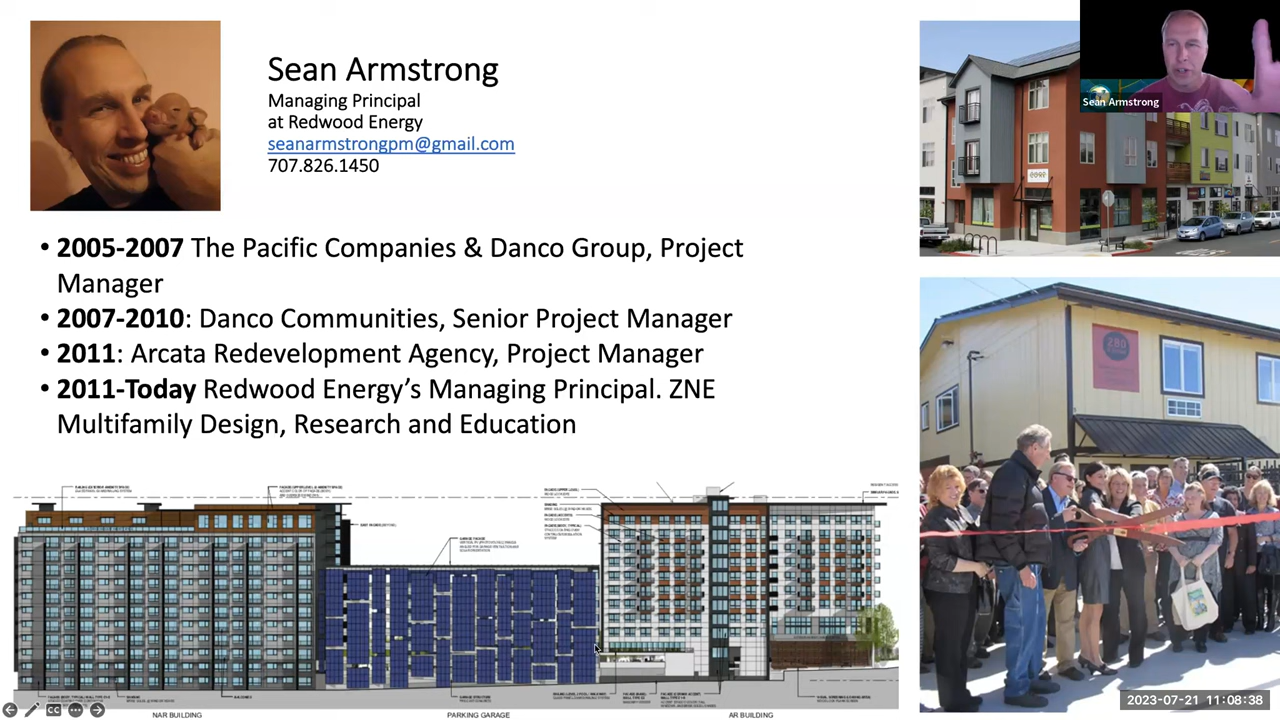 Sean Armstrong
Managing Principal
at Redwood Energy
seanarmstrongpm@gmail.com
707.826.1450
Sean Armstrong
• 2005-2007 The Pacific Companies & Danco Group, Project
Manager
• 2007-2010: Danco Communities, Senior Project Manager
• 2011: Arcata Redevelopment Agency, Project Manager
• 2011-Today Redwood Energy’s Managing Principal. ZNE
Multifamily Design, Research and Education
280
NAR BUILDING
PARKING GARAGE
AR BUILDING
CC
2023-07-21 11:08:38